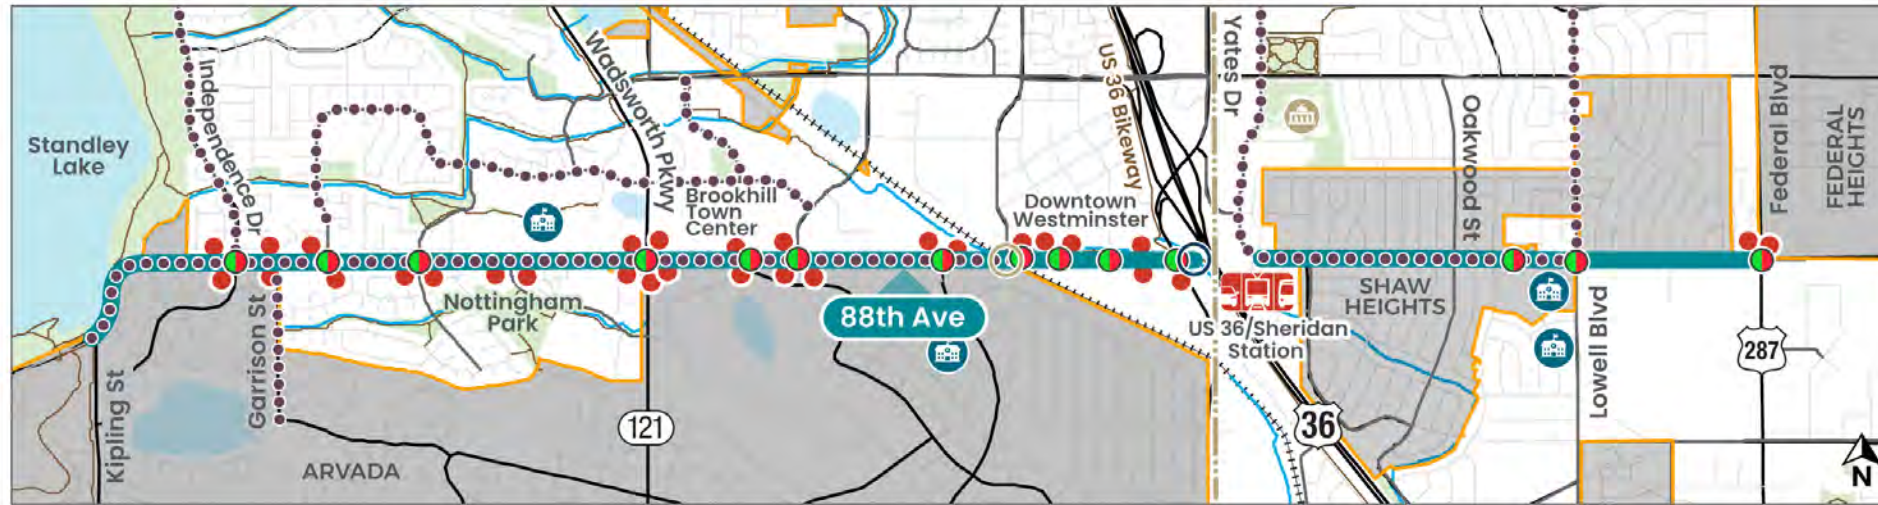 Standley
Lake
Independence Dr
Wadsworth Pkwy
Brookhill
Town
Center
US 36 Bikeway
Downtown
Westminster
Yates Dr
Oakwood St
Federal Blvd
FEDERAL
HEIGHTS
Kipling St
Garrison St
Nottingham
Park
88th Ave
US 36/Sheridan
Station
SHAW
HEIGHTS
Lowell Blvd
287
121
36
ARVADA
N